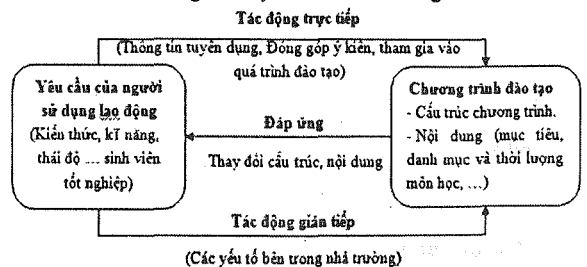 Tác động trực tiếp
(Thông tin tuyển dụng, Đóng góp ý kiến, tham gia vào
quá trình đào tạo)
Yêu cầu của người
sử dụng lao động
(Kiến thức, kĩ năng,
thái độ ... sinh viên
tốt nghiệp)
Đáp ứng
Thay đổi cấu trúc, nội dung
Chương trình đào tạo
- Cấu trúc chương trình.
- Nội dung (mục tiêu,
danh mục và thời lượng
môn học, ...)
Tác động gián tiếp
(Các yếu tố bên trong nhà trường)